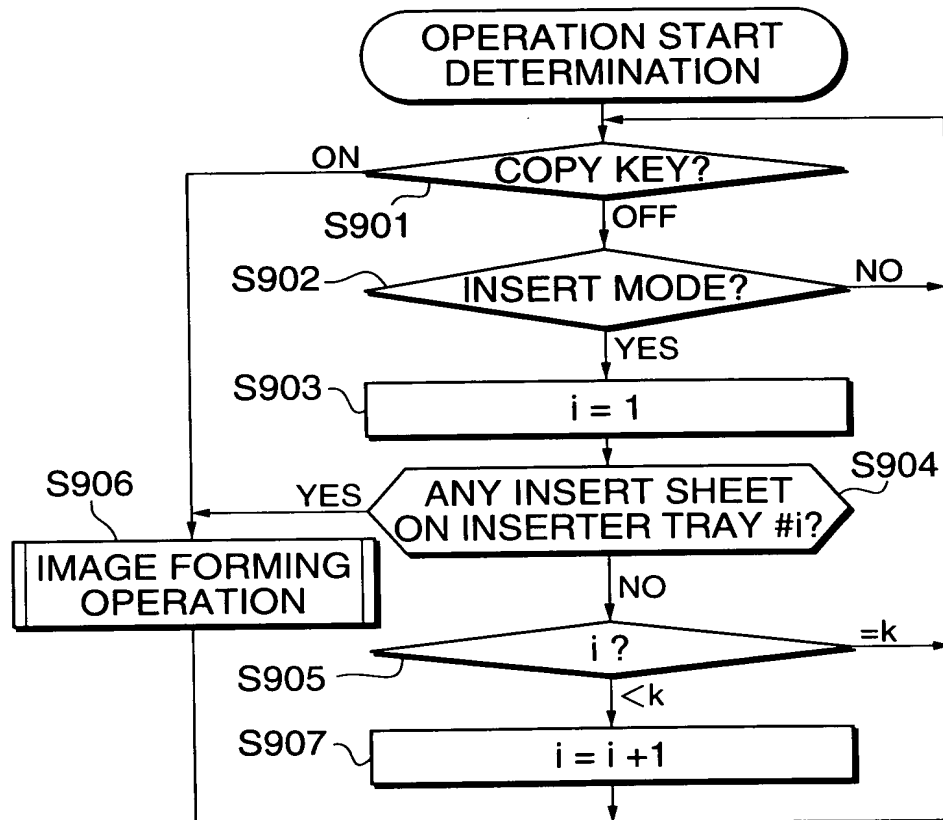 OPERATION START
DETERMINATION
ON
COPY KEY?
S901
OFF
S902
INSERT MODE?
NO
YES
S903
i = 1
S904
S906
YES
ANY INSERT SHEET
ON INSERTER TRAY #i?
IMAGE FORMING
OPERATION
NO
i ?
=k
S905
<k
S907
i = i +1